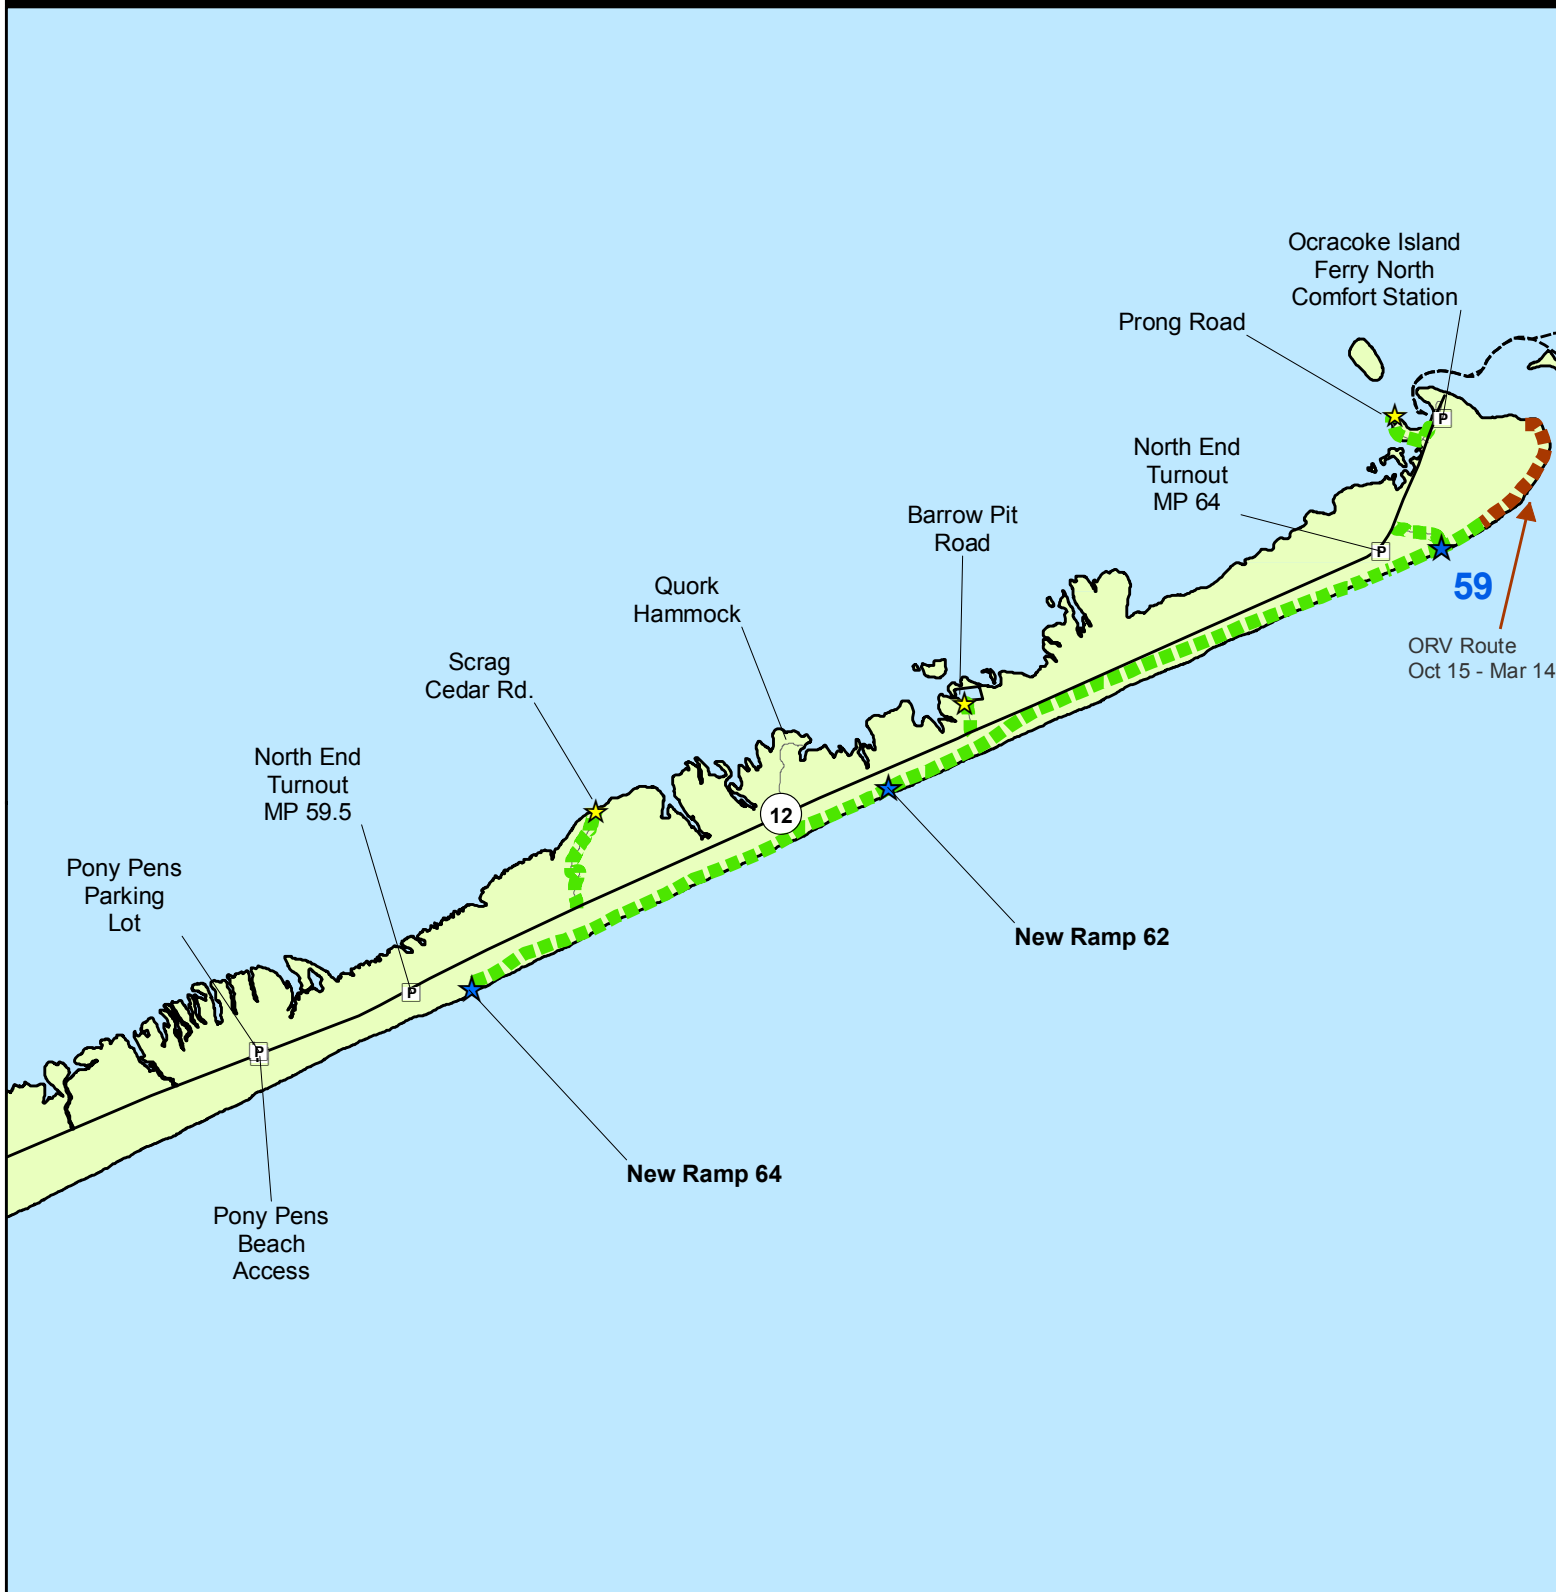 Ocracoke Island
Ferry North
Comfort Station
Prong Road
P
North End
Turnout
MP 64
P
Barrow Pit
Road
59
Quork
Hammock
ORV Route
Oct 15 - Mar 14
Scrag
Cedar Rd.
North End
Turnout
MP 59.5
12
Pony Pens
Parking
Lot
New Ramp 62
P
P
New Ramp 64
Pony Pens
Beach
Access